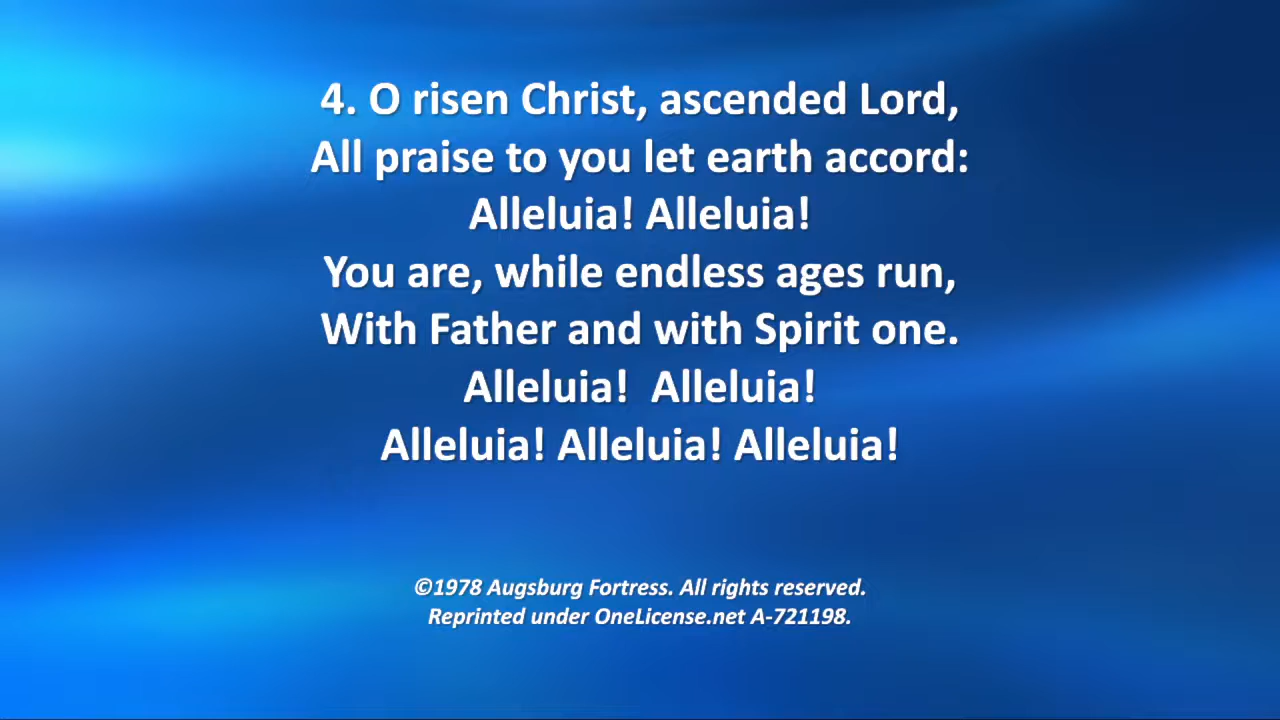 4. O risen Christ, ascended Lord,
All praise to you let earth accord:
Alleluia! Alleluia!
You are, while endless ages run,
With Father and with Spirit one.
Alleluia!  Alleluia!
Alleluia! Alleluia! Alleluia!
©1978 Augsburg Fortress. All rights reserved.
Reprinted under OneLicense.net A-721198.